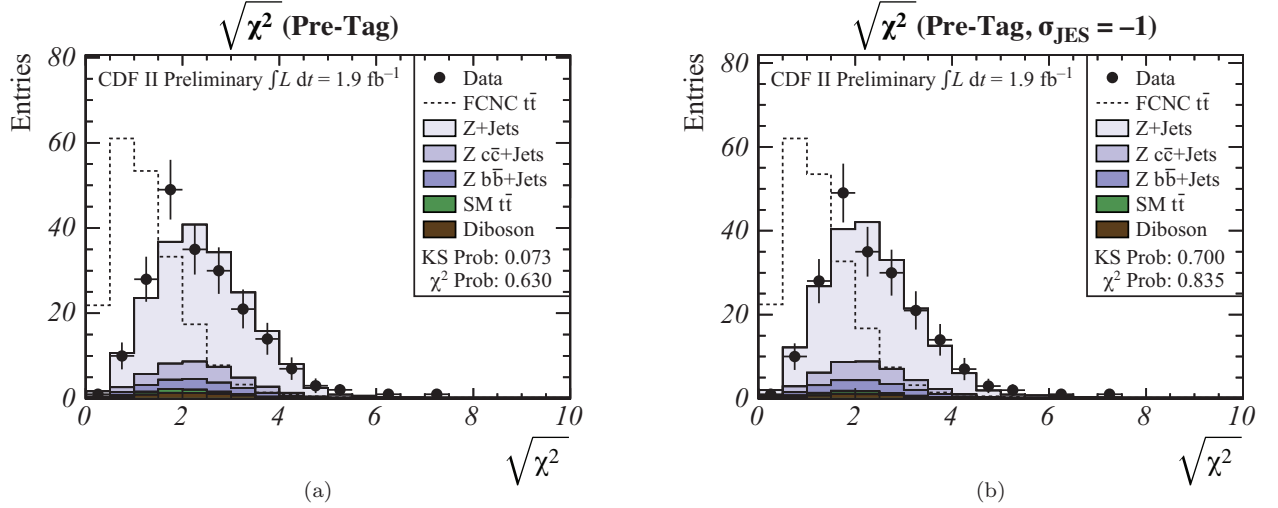 √χ² (Pre-Tag)
Entries
80
60
40
20
0
CDF II Preliminary ∫L dt = 1.9 fb⁻¹
Data
FCNC tt̄
Z+Jets
Z cc̄+Jets
Z bb̄+Jets
SM tt̄
Diboson
KS Prob: 0.073
χ² Prob: 0.630
0 2 4 6 8 10
√χ²
(a)
√χ² (Pre-Tag, σJES = −1)
Entries
80
60
40
20
0
CDF II Preliminary ∫L dt = 1.9 fb⁻¹
Data
FCNC tt̄
Z+Jets
Z cc̄+Jets
Z bb̄+Jets
SM tt̄
Diboson
KS Prob: 0.700
χ² Prob: 0.835
0 2 4 6 8 10
√χ²
(b)